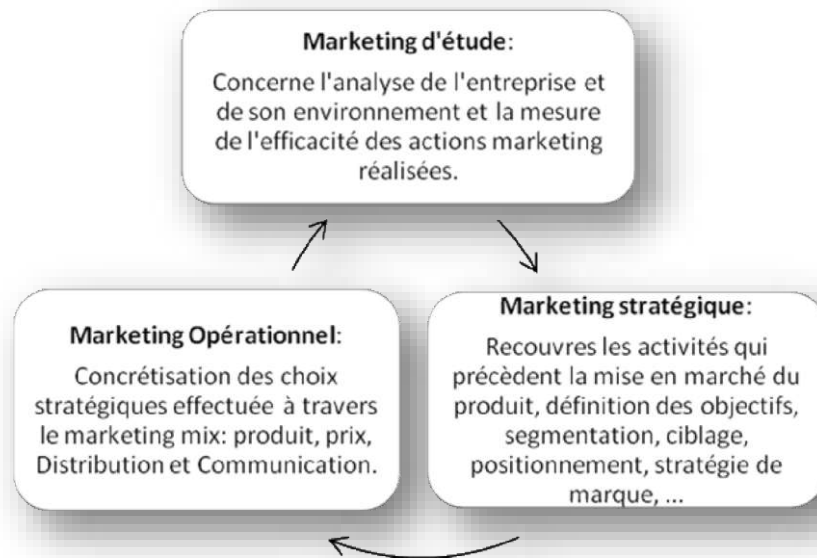 Marketing d'étude:
Concerne l'analyse de l'entreprise et
de son environnement et la mesure
de l'efficacité des actions marketing
réalisées.
Marketing Opérationnel:
Concrétisation des choix
stratégiques effectuée à travers
le marketing mix: produit, prix,
Distribution et Communication.
Marketing stratégique:
Recouvres les activités qui
précèdent la mise en marché du
produit, définition des objectifs,
segmentation, ciblage,
positionnement, stratégie de
marque, ...